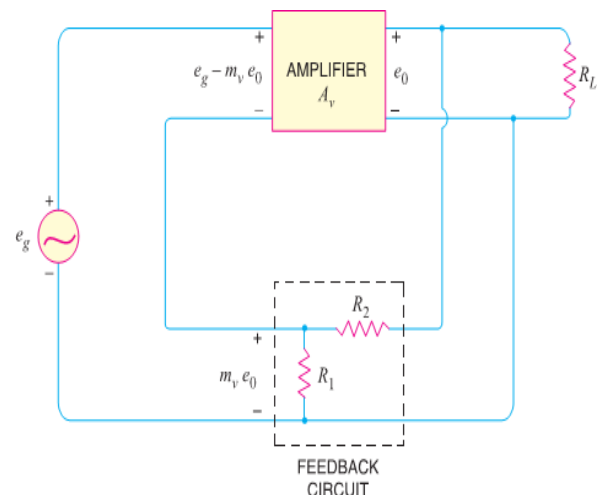 +
+
e_g – m_v e_0
AMPLIFIER
A_v
e_0
R_L
–
–
+
e_g
–
R_2
+
m_v e_0
R_1
–
FEEDBACK
CIRCUIT